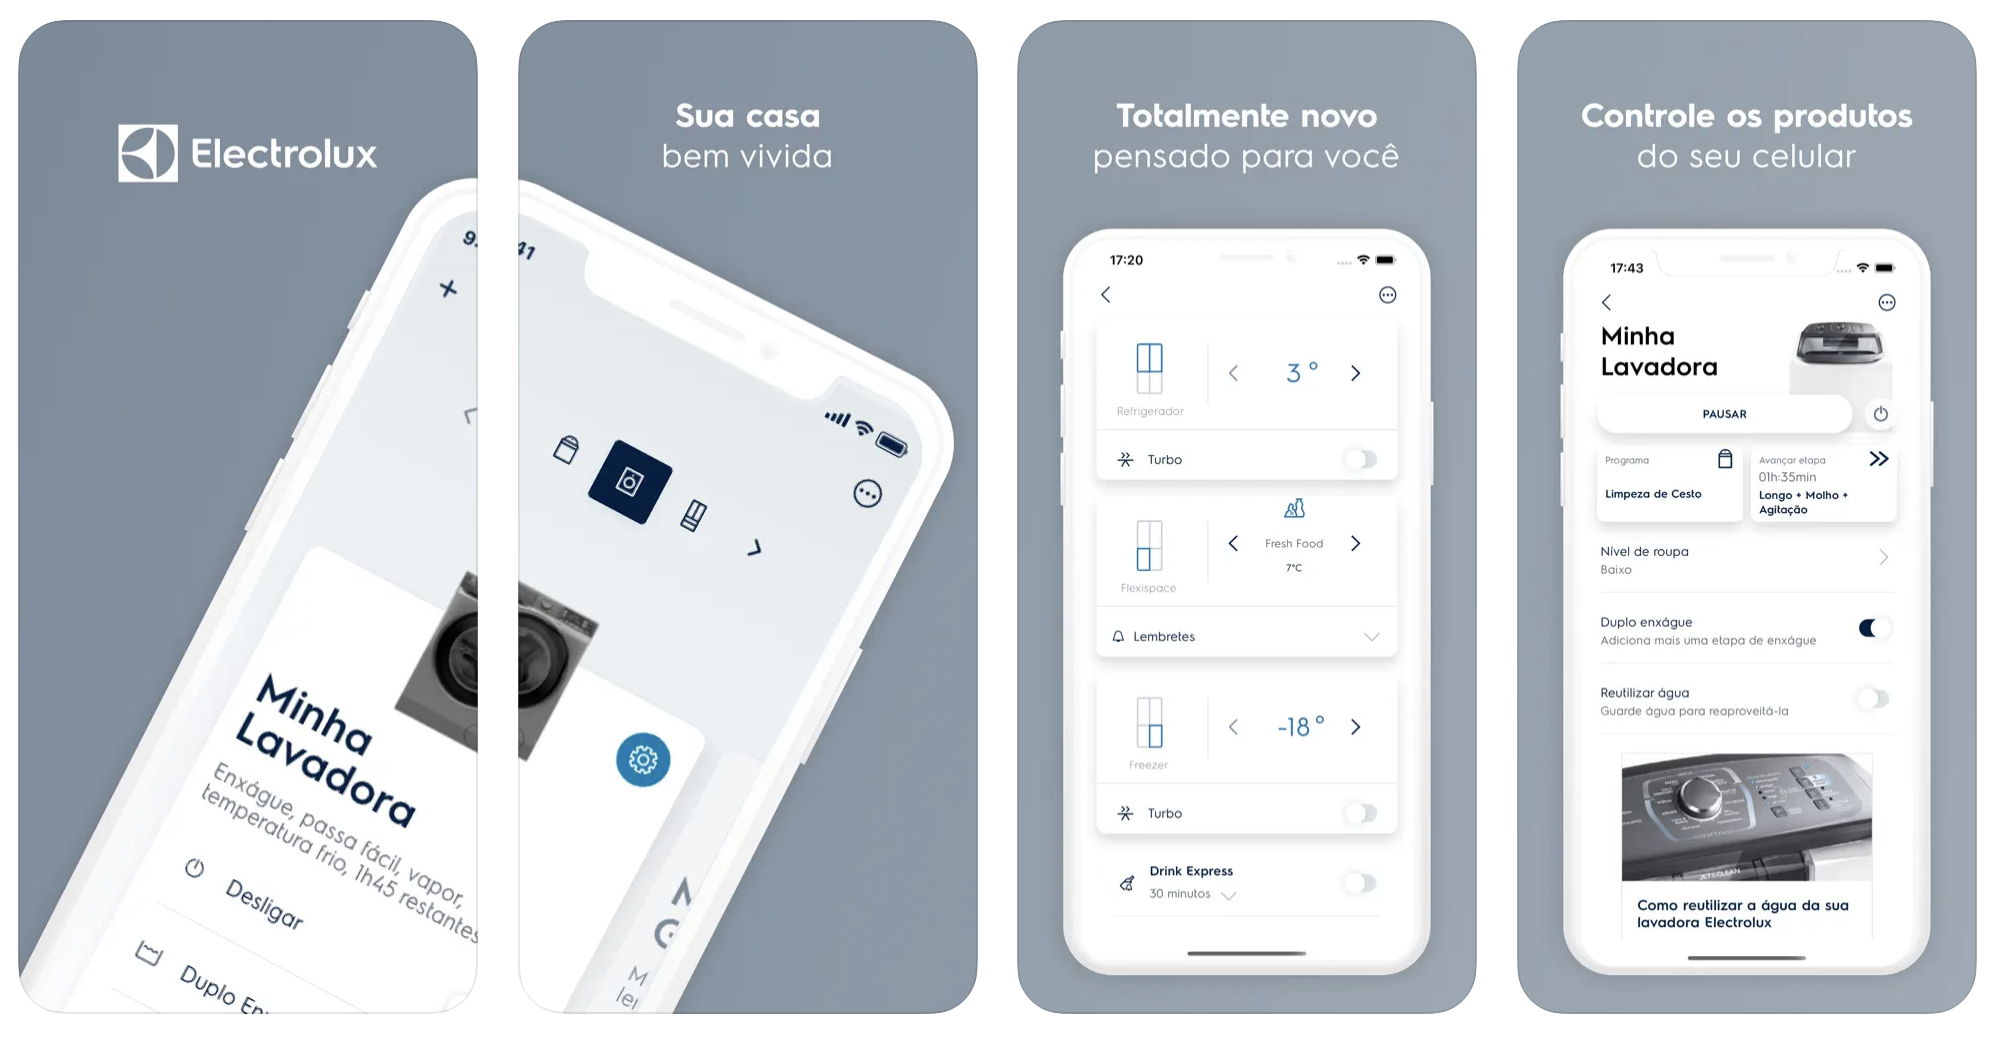 Electrolux
9:
Minha
Lavadora
Enxágue, passa fácil, vapor,
temperatura frio, 1h45 restantes
Desligar
Duplo En
Sua casa
bem vivida
41
M
G
M
ler
Totalmente novo
pensado para você
17:20
3 °
Refrigerador
Turbo
Fresh Food
7°C
Flexispace
Lembretes
-18 °
Freezer
Turbo
Drink Express
30 minutos
Controle os produtos
do seu celular
17:43
Minha
Lavadora
PAUSAR
Programa
Limpeza de Cesto
Avançar etapa
01h:35min
Longo + Molho +
Agitação
Nível de roupa
Baixo
Duplo enxágue
Adiciona mais uma etapa de enxágue
Reutilizar água
Guarde água para reaproveitá-la
JET&CLEAN
Como reutilizar a água da sua
lavadora Electrolux